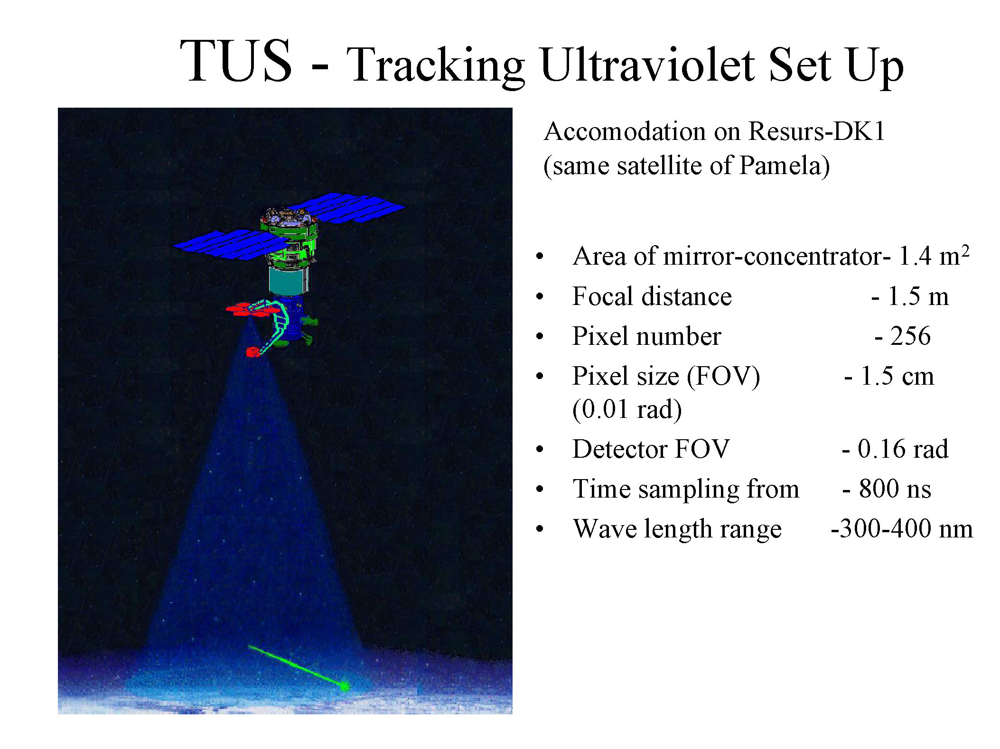 TUS - Tracking Ultraviolet Set Up
Accomodation on Resurs-DK1
(same satellite of Pamela)
• Area of mirror-concentrator- 1.4 m²
• Focal distance - 1.5 m
• Pixel number - 256
• Pixel size (FOV) - 1.5 cm
(0.01 rad)
• Detector FOV - 0.16 rad
• Time sampling from - 800 ns
• Wave length range -300-400 nm